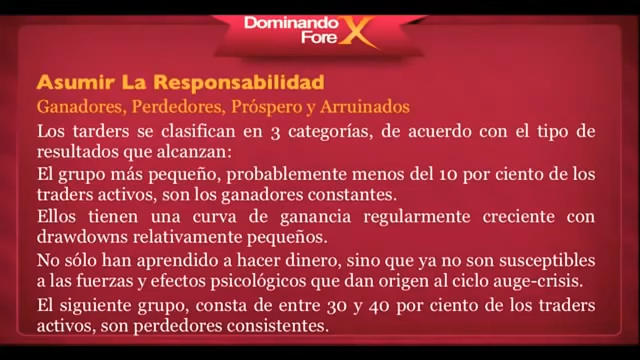 Dominando
Fore X
Asumir La Responsabilidad
Ganadores, Perdedores, Próspero y Arruinados
Los tarders se clasifican en 3 categorías, de acuerdo con el tipo de
resultados que alcanzan:
El grupo más pequeño, probablemente menos del 10 por ciento de los
traders activos, son los ganadores constantes.
Ellos tienen una curva de ganancia regularmente creciente con
drawdowns relativamente pequeños.
No sólo han aprendido a hacer dinero, sino que ya no son susceptibles
a las fuerzas y efectos psicológicos que dan origen al ciclo auge-crisis.
El siguiente grupo, consta de entre 30 y 40 por ciento de los traders
activos, son perdedores consistentes.